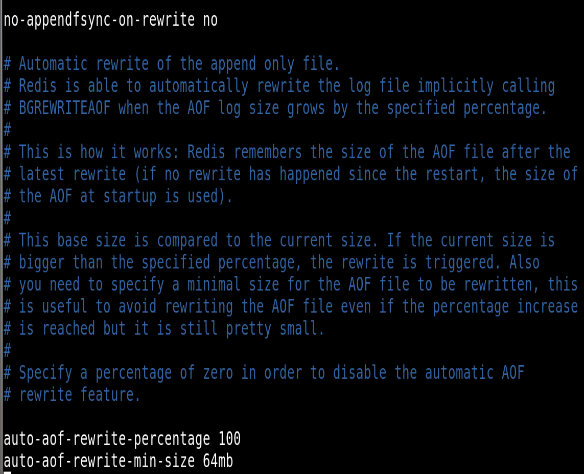 no-appendfsync-on-rewrite no
# Automatic rewrite of the append only file.
# Redis is able to automatically rewrite the log file implicitly calling
# BGREWRITEAOF when the AOF log size grows by the specified percentage.
#
# This is how it works: Redis remembers the size of the AOF file after the
# latest rewrite (if no rewrite has happened since the restart, the size of
# the AOF at startup is used).
#
# This base size is compared to the current size. If the current size is
# bigger than the specified percentage, the rewrite is triggered. Also
# you need to specify a minimal size for the AOF file to be rewritten, this
# is useful to avoid rewriting the AOF file even if the percentage increase
# is reached but it is still pretty small.
#
# Specify a percentage of zero in order to disable the automatic AOF
# rewrite feature.
auto-aof-rewrite-percentage 100
auto-aof-rewrite-min-size 64mb